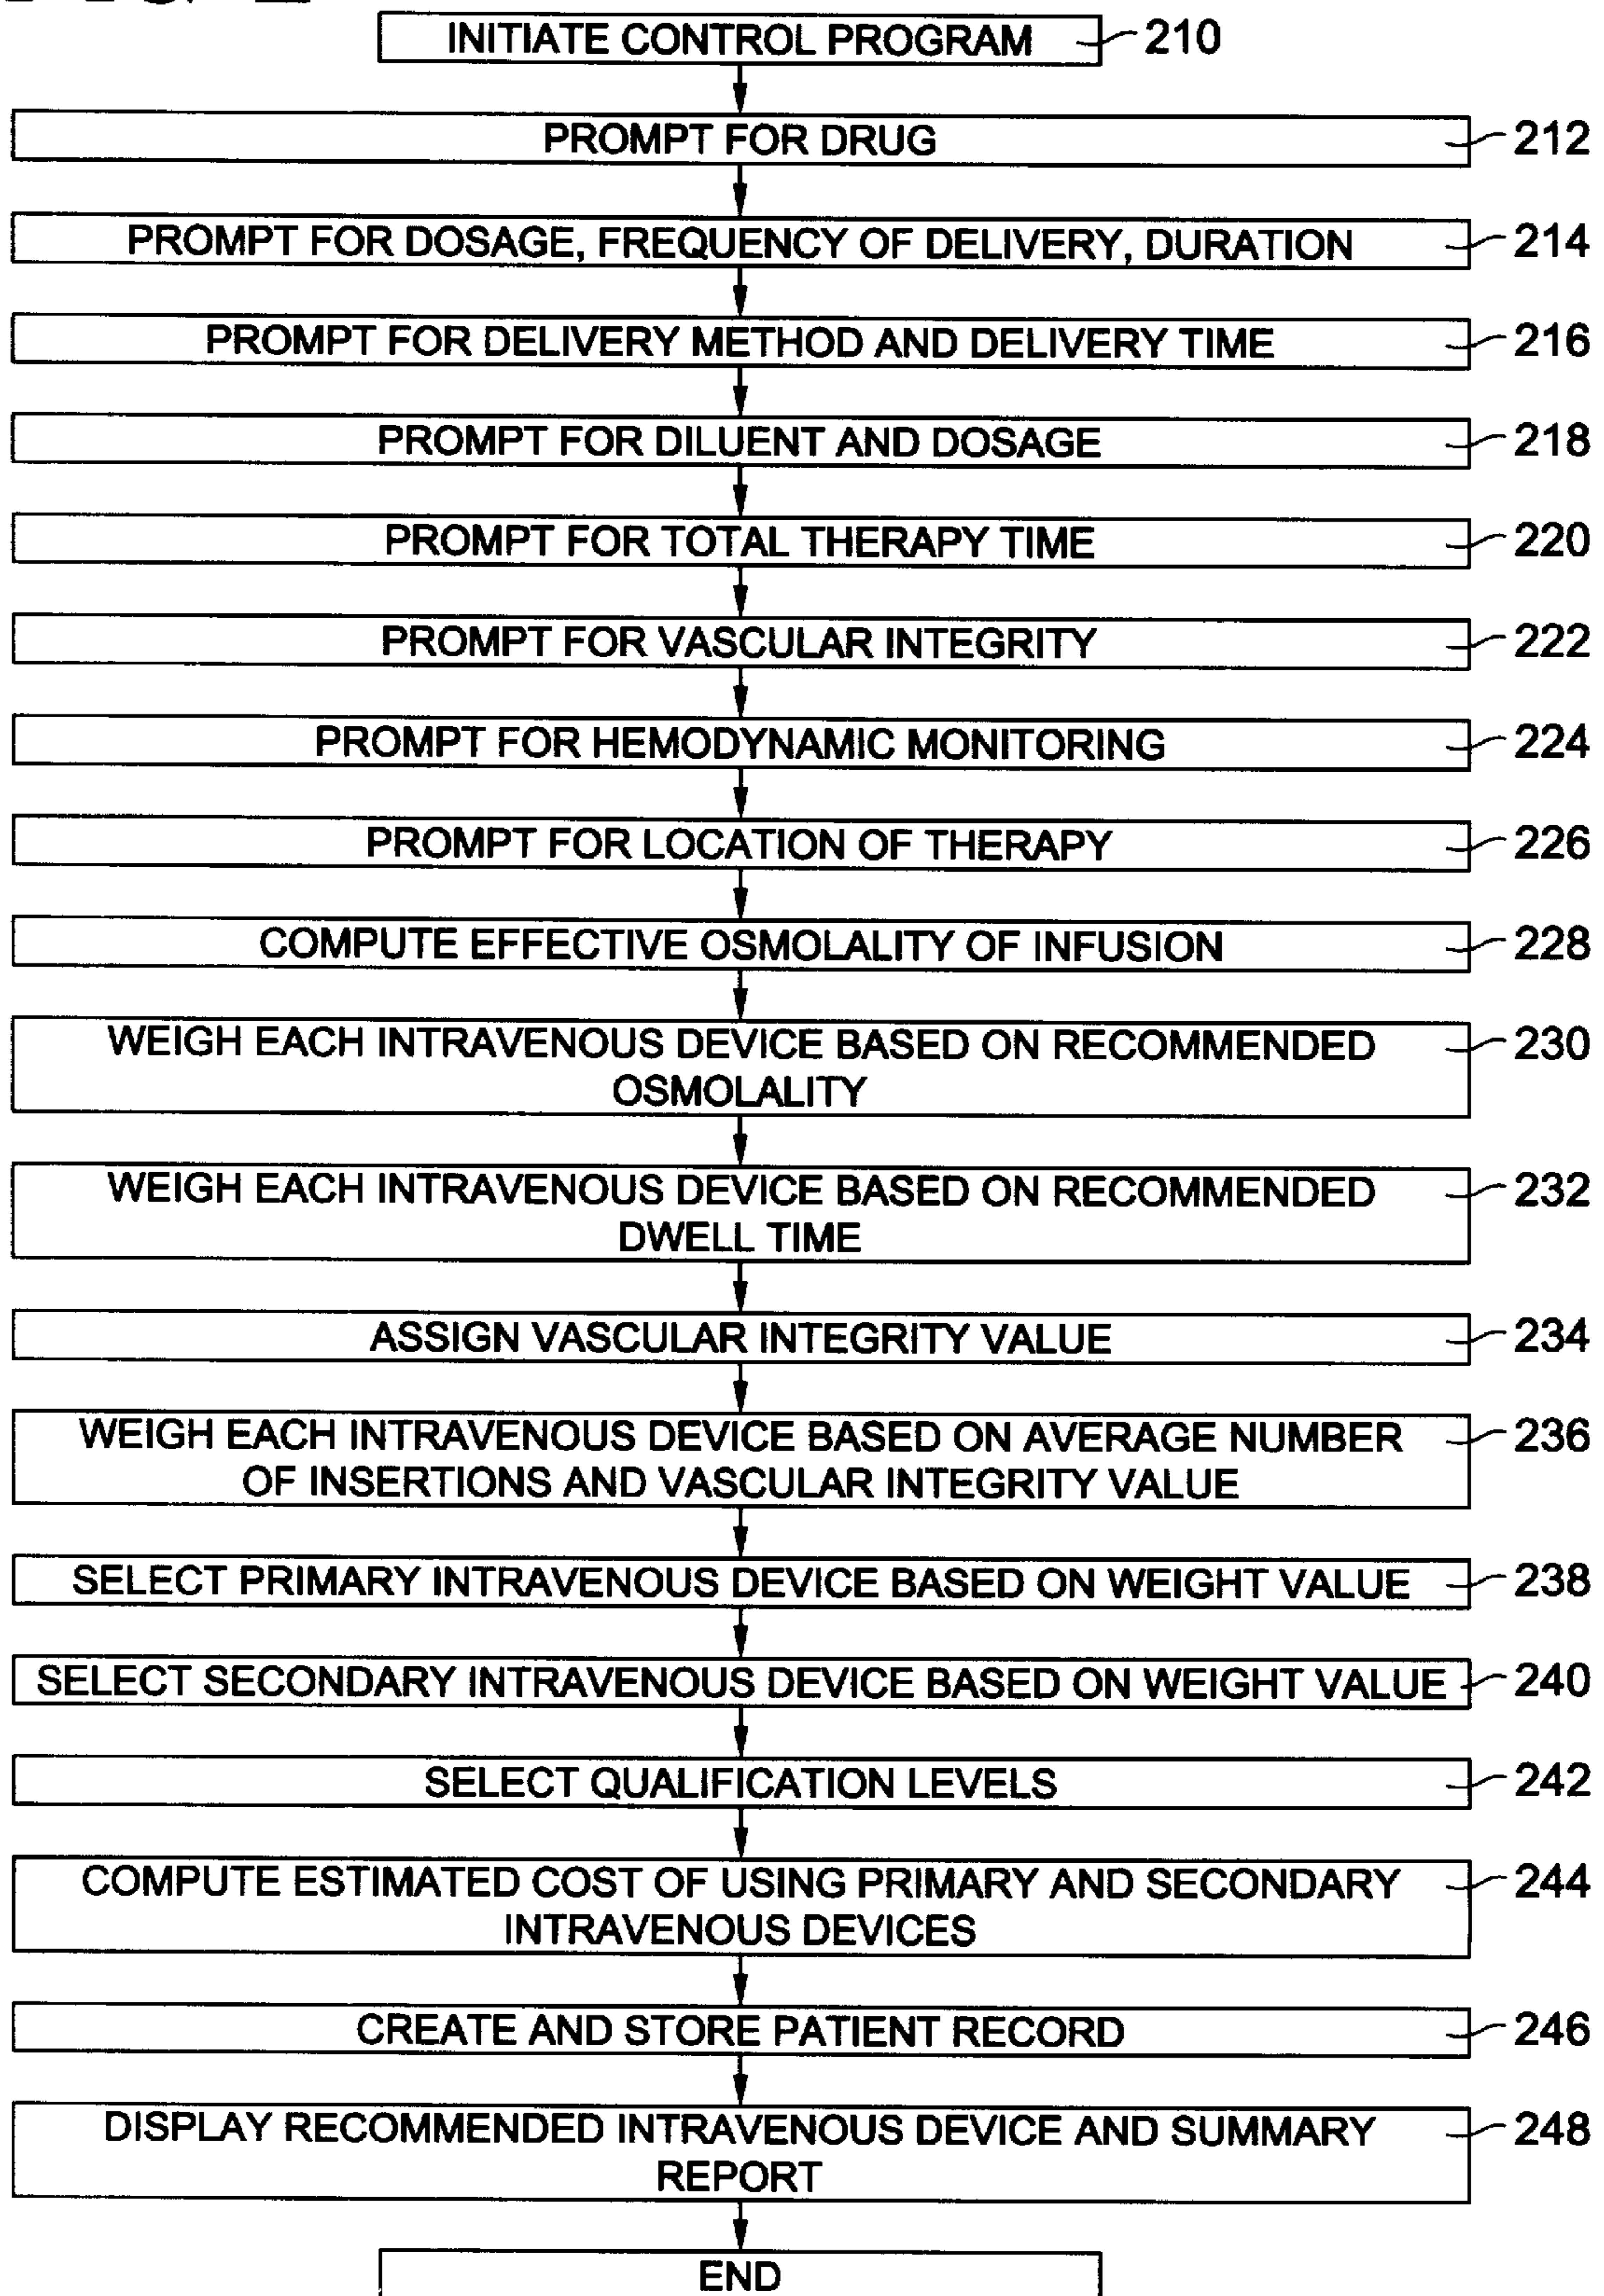 INITIATE CONTROL PROGRAM 210
PROMPT FOR DRUG 212
PROMPT FOR DOSAGE, FREQUENCY OF DELIVERY, DURATION 214
PROMPT FOR DELIVERY METHOD AND DELIVERY TIME 216
PROMPT FOR DILUENT AND DOSAGE 218
PROMPT FOR TOTAL THERAPY TIME 220
PROMPT FOR VASCULAR INTEGRITY 222
PROMPT FOR HEMODYNAMIC MONITORING 224
PROMPT FOR LOCATION OF THERAPY 226
COMPUTE EFFECTIVE OSMOLALITY OF INFUSION 228
WEIGH EACH INTRAVENOUS DEVICE BASED ON RECOMMENDED 230
OSMOLALITY
WEIGH EACH INTRAVENOUS DEVICE BASED ON RECOMMENDED 232
DWELL TIME
ASSIGN VASCULAR INTEGRITY VALUE 234
WEIGH EACH INTRAVENOUS DEVICE BASED ON AVERAGE NUMBER 236
OF INSERTIONS AND VASCULAR INTEGRITY VALUE
SELECT PRIMARY INTRAVENOUS DEVICE BASED ON WEIGHT VALUE 238
SELECT SECONDARY INTRAVENOUS DEVICE BASED ON WEIGHT VALUE 240
SELECT QUALIFICATION LEVELS 242
COMPUTE ESTIMATED COST OF USING PRIMARY AND SECONDARY 244
INTRAVENOUS DEVICES
CREATE AND STORE PATIENT RECORD 246
DISPLAY RECOMMENDED INTRAVENOUS DEVICE AND SUMMARY 248
REPORT
END